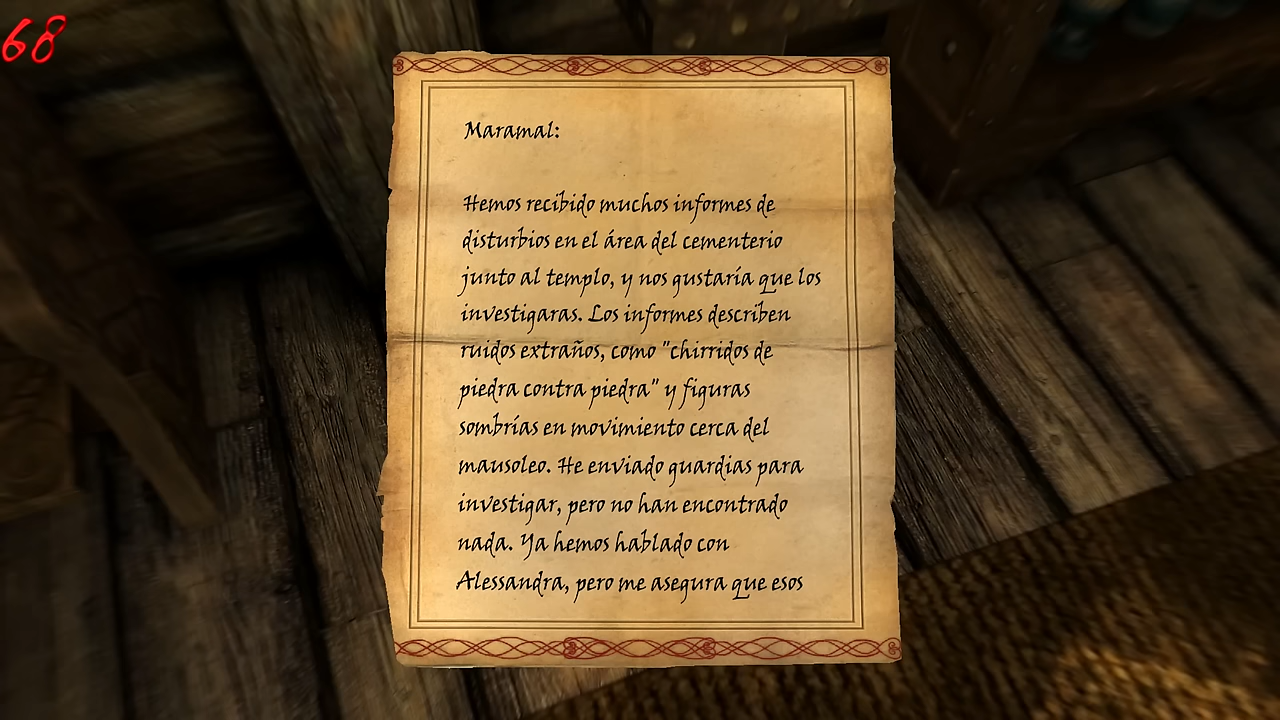 68
Maramal:
Hemos recibido muchos informes de
disturbios en el área del cementerio
junto al templo, y nos gustaría que los
investigaras. Los informes describen
ruidos extraños, como "chirridos de
piedra contra piedra" y figuras
sombrías en movimiento cerca del
mausoleo. He enviado guardias para
investigar, pero no han encontrado
nada. Ya hemos hablado con
Alessandra, pero me asegura que esos